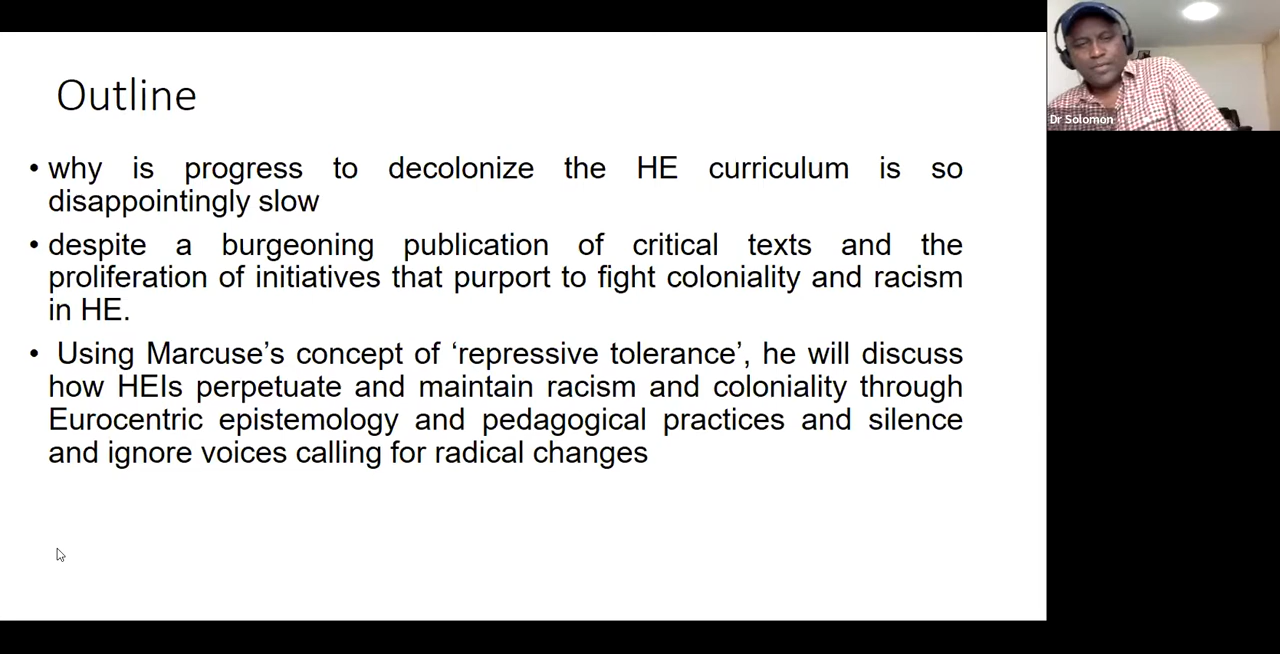 Outline
• why is progress to decolonize the HE curriculum is so
disappointingly slow
• despite a burgeoning publication of critical texts and the
proliferation of initiatives that purport to fight coloniality and racism
in HE.
• Using Marcuse’s concept of ‘repressive tolerance’, he will discuss
how HEIs perpetuate and maintain racism and coloniality through
Eurocentric epistemology and pedagogical practices and silence
and ignore voices calling for radical changes
Dr Solomon